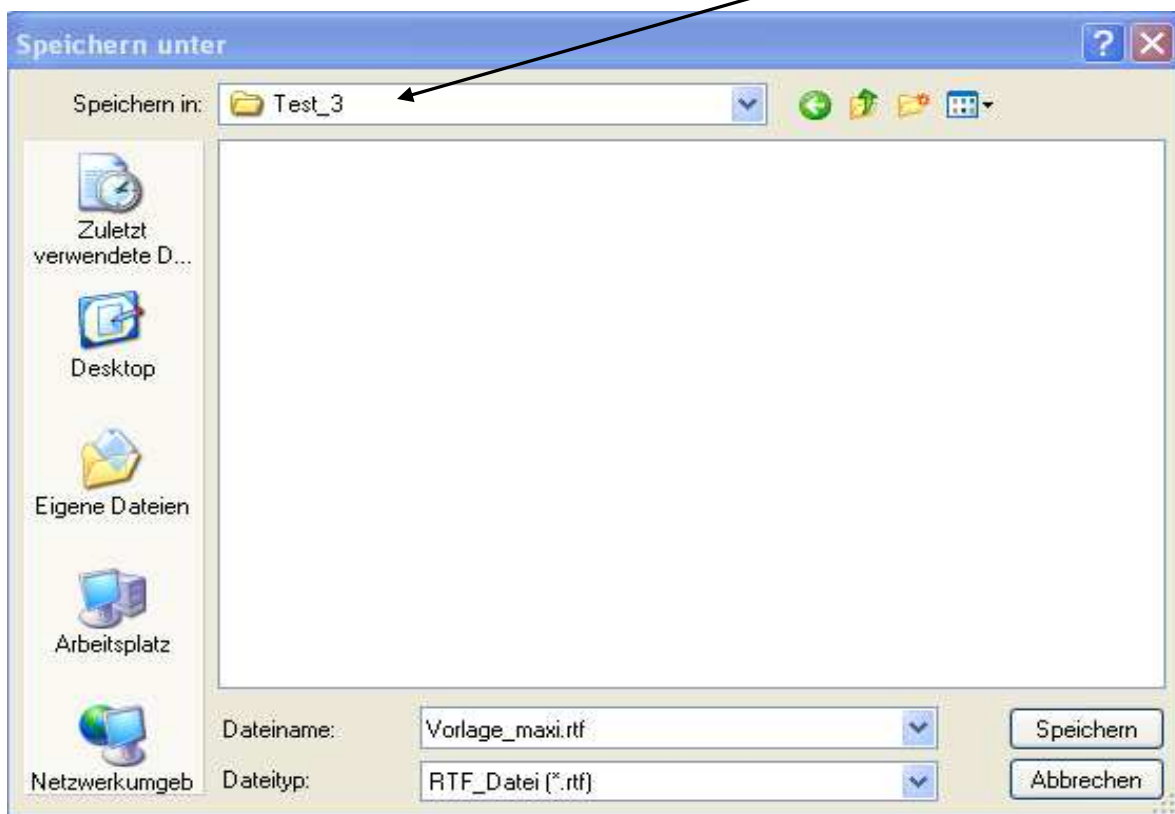 Speichern unter
Speichern in: Test_3
Zuletzt
verwendete D...
Desktop
Eigene Dateien
Arbeitsplatz
Netzwerkumgeb
Dateiname: Vorlage_maxi.rtf Speichern
Dateityp: RTF_Datei (*.rtf) Abbrechen